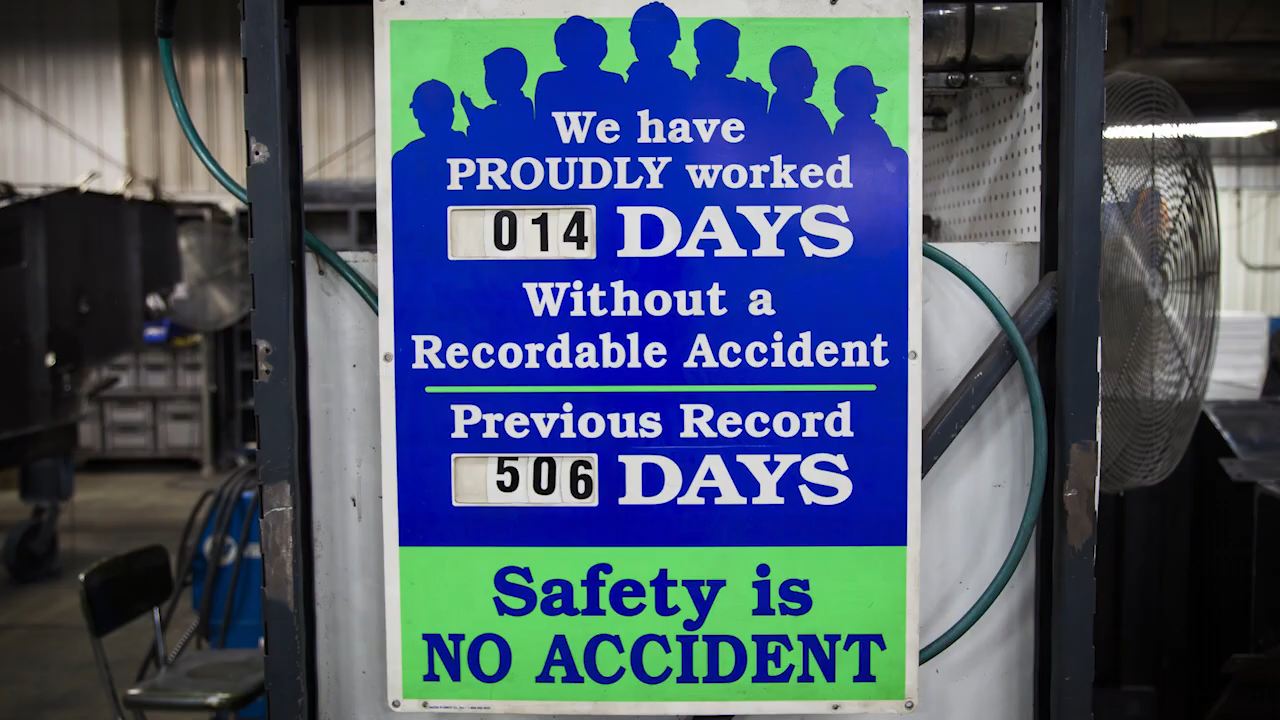 We have
PROUDLY worked
014 DAYS
Without a
Recordable Accident
Previous Record
506 DAYS
Safety is
NO ACCIDENT